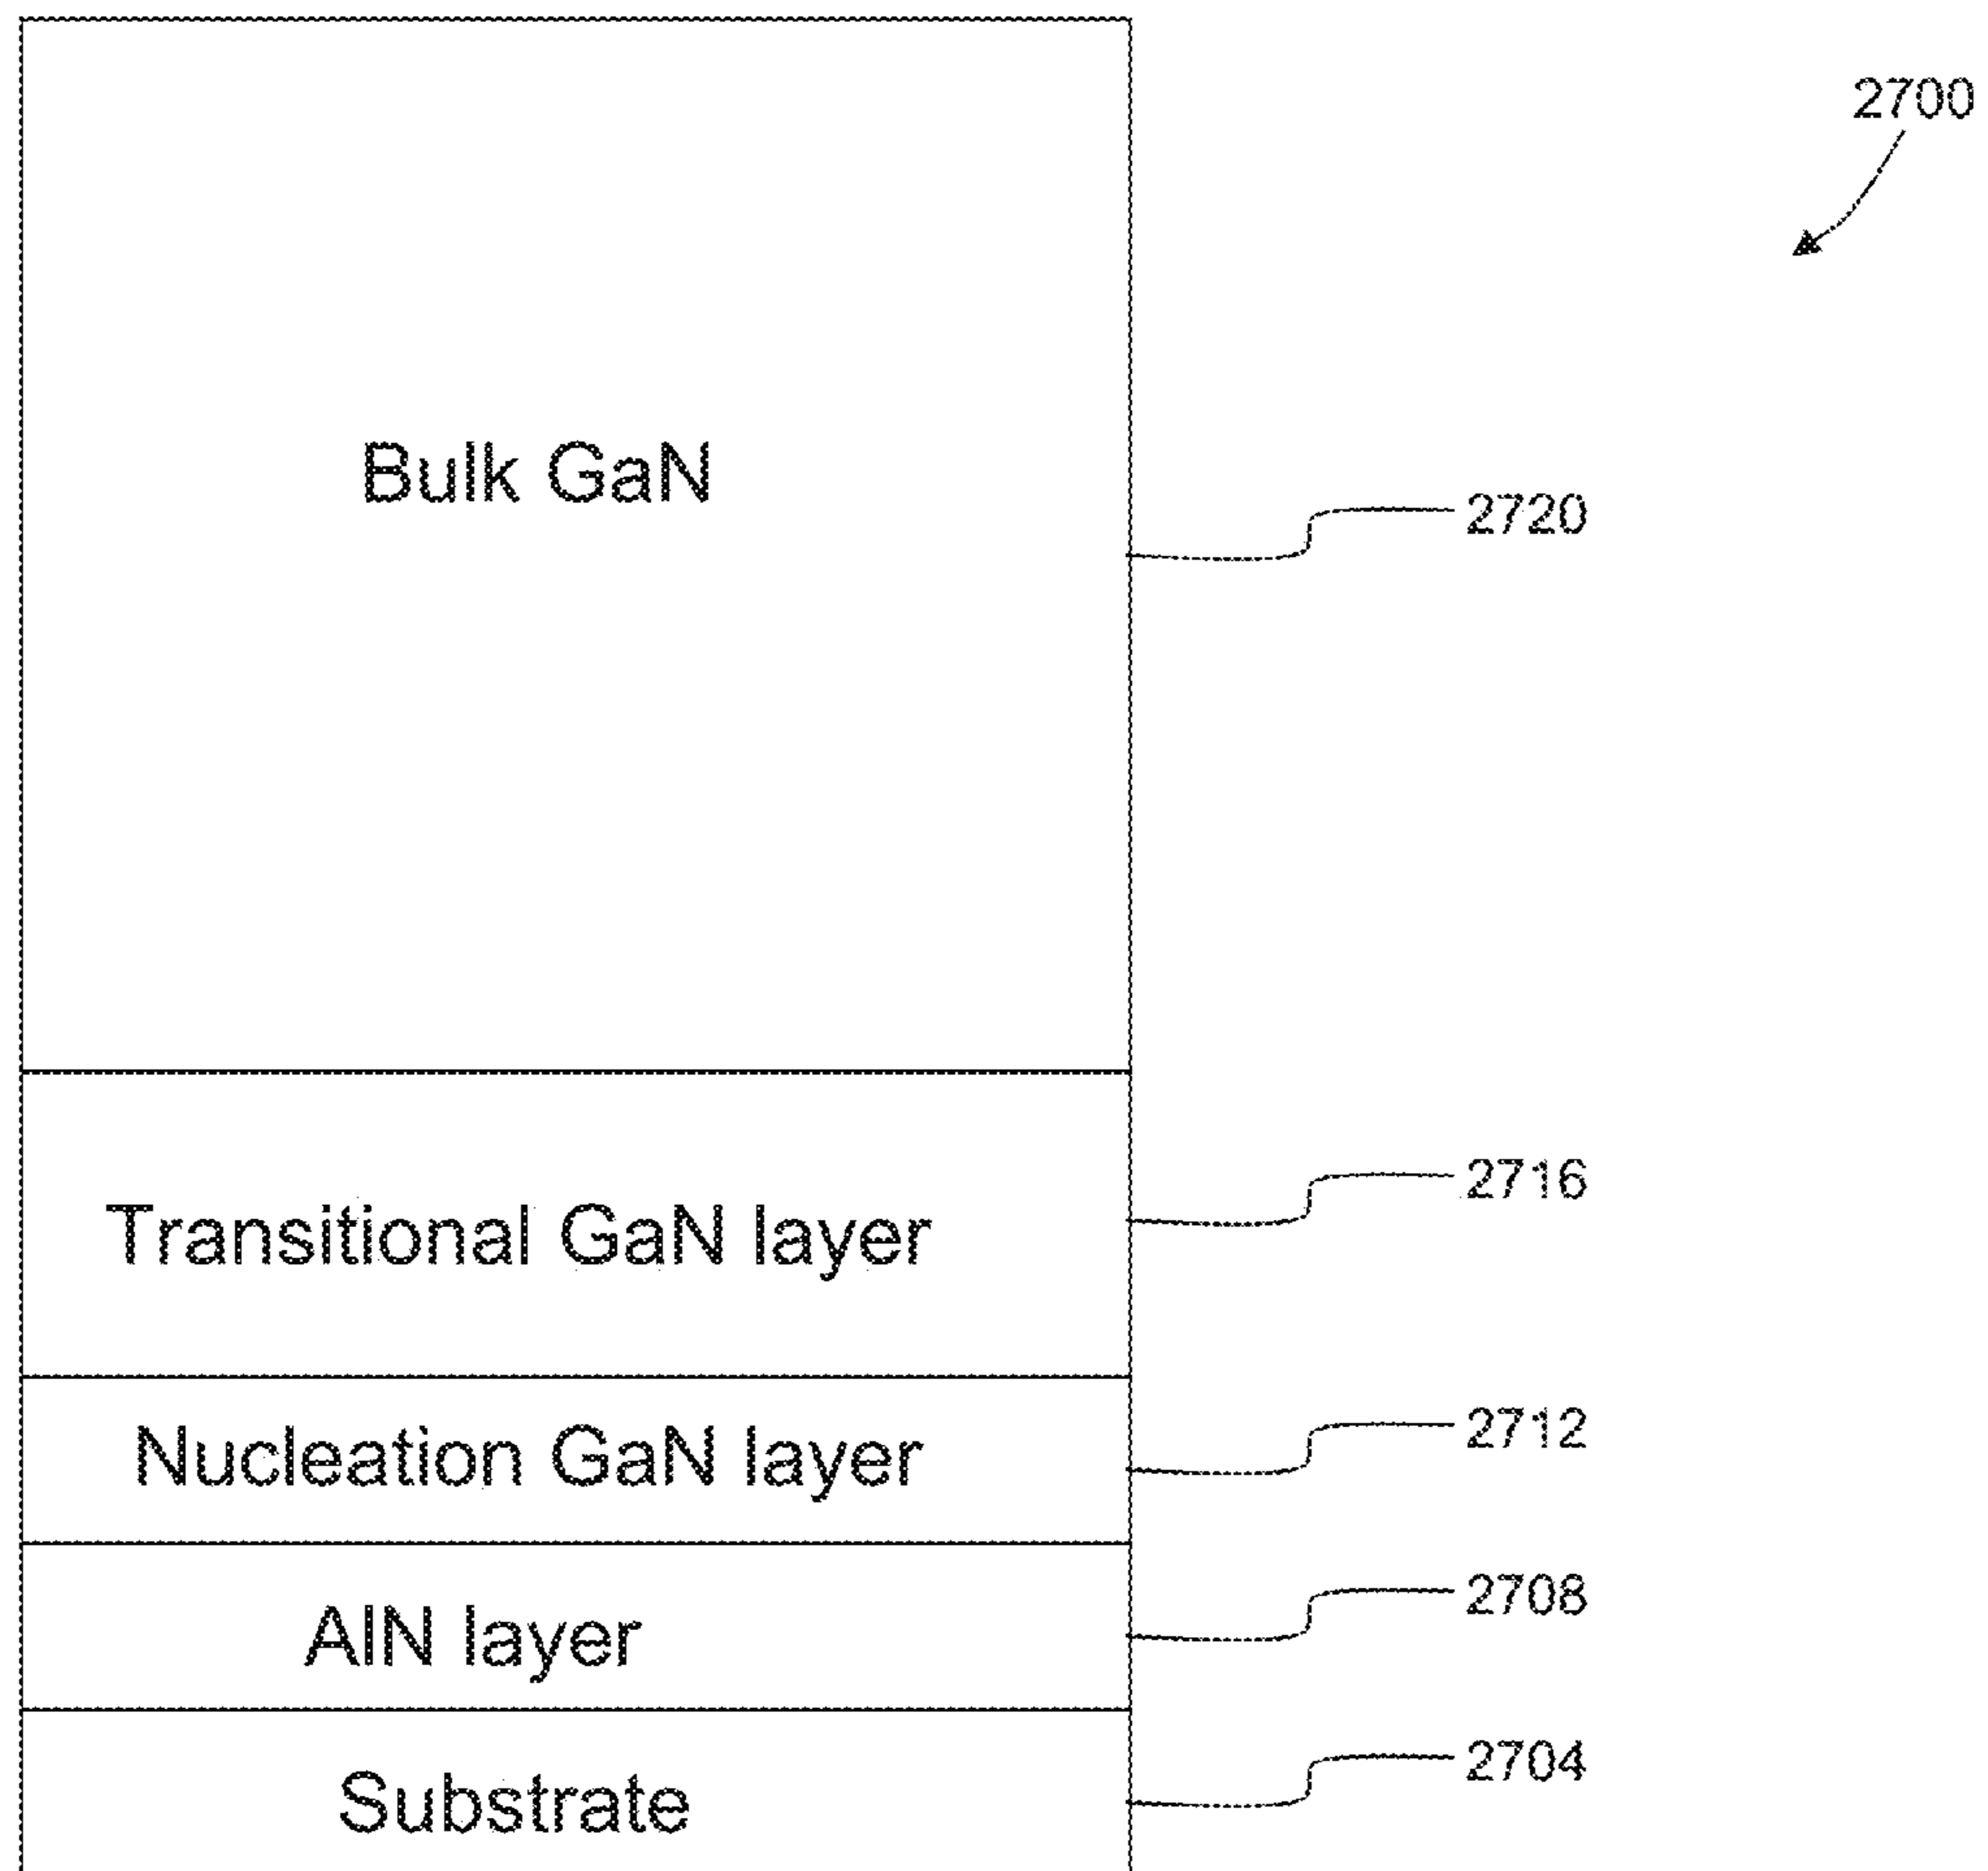 2700
Bulk GaN
2720
Transitional GaN layer
2716
Nucleation GaN layer
2712
AlN layer
2708
Substrate
2704